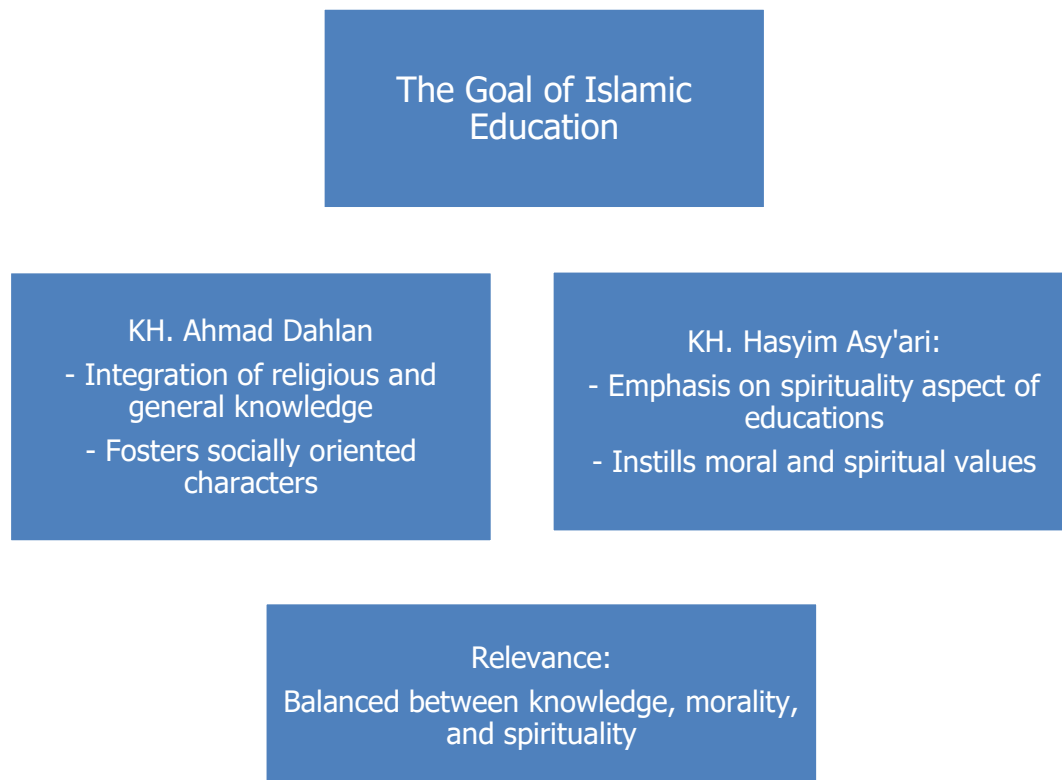 The Goal of Islamic
Education
KH. Ahmad Dahlan
- Integration of religious and
general knowledge
- Fosters socially oriented
characters
KH. Hasyim Asy'ari:
- Emphasis on spirituality aspect of
educations
- Instills moral and spiritual values
Relevance:
Balanced between knowledge, morality,
and spirituality